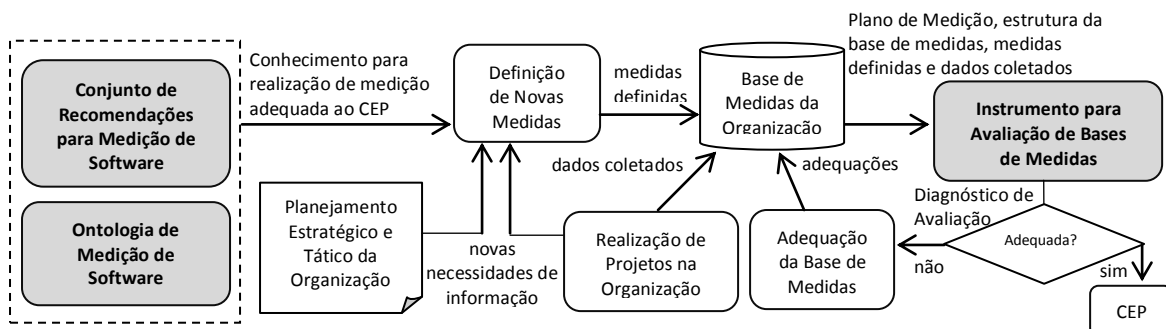 Conjunto de
Recomendações
para Medição de
Software
Ontologia de
Medição de
Software
Conhecimento para
realização de medição
adequada ao CEP
Definição
de Novas
Medidas
medidas
definidas
Base de
Medidas da
Organização
Plano de Medição, estrutura da
base de medidas, medidas
definidas e dados coletados
Instrumento para
Avaliação de Bases
de Medidas
Planejamento
Estratégico e
Tático da
Organização
novas
necessidades de
informação
dados coletados
Realização de
Projetos na
Organização
adequações
Adequação
da Base de
Medidas
Diagnóstico de
Avaliação
Adequada?
não
sim
CEP